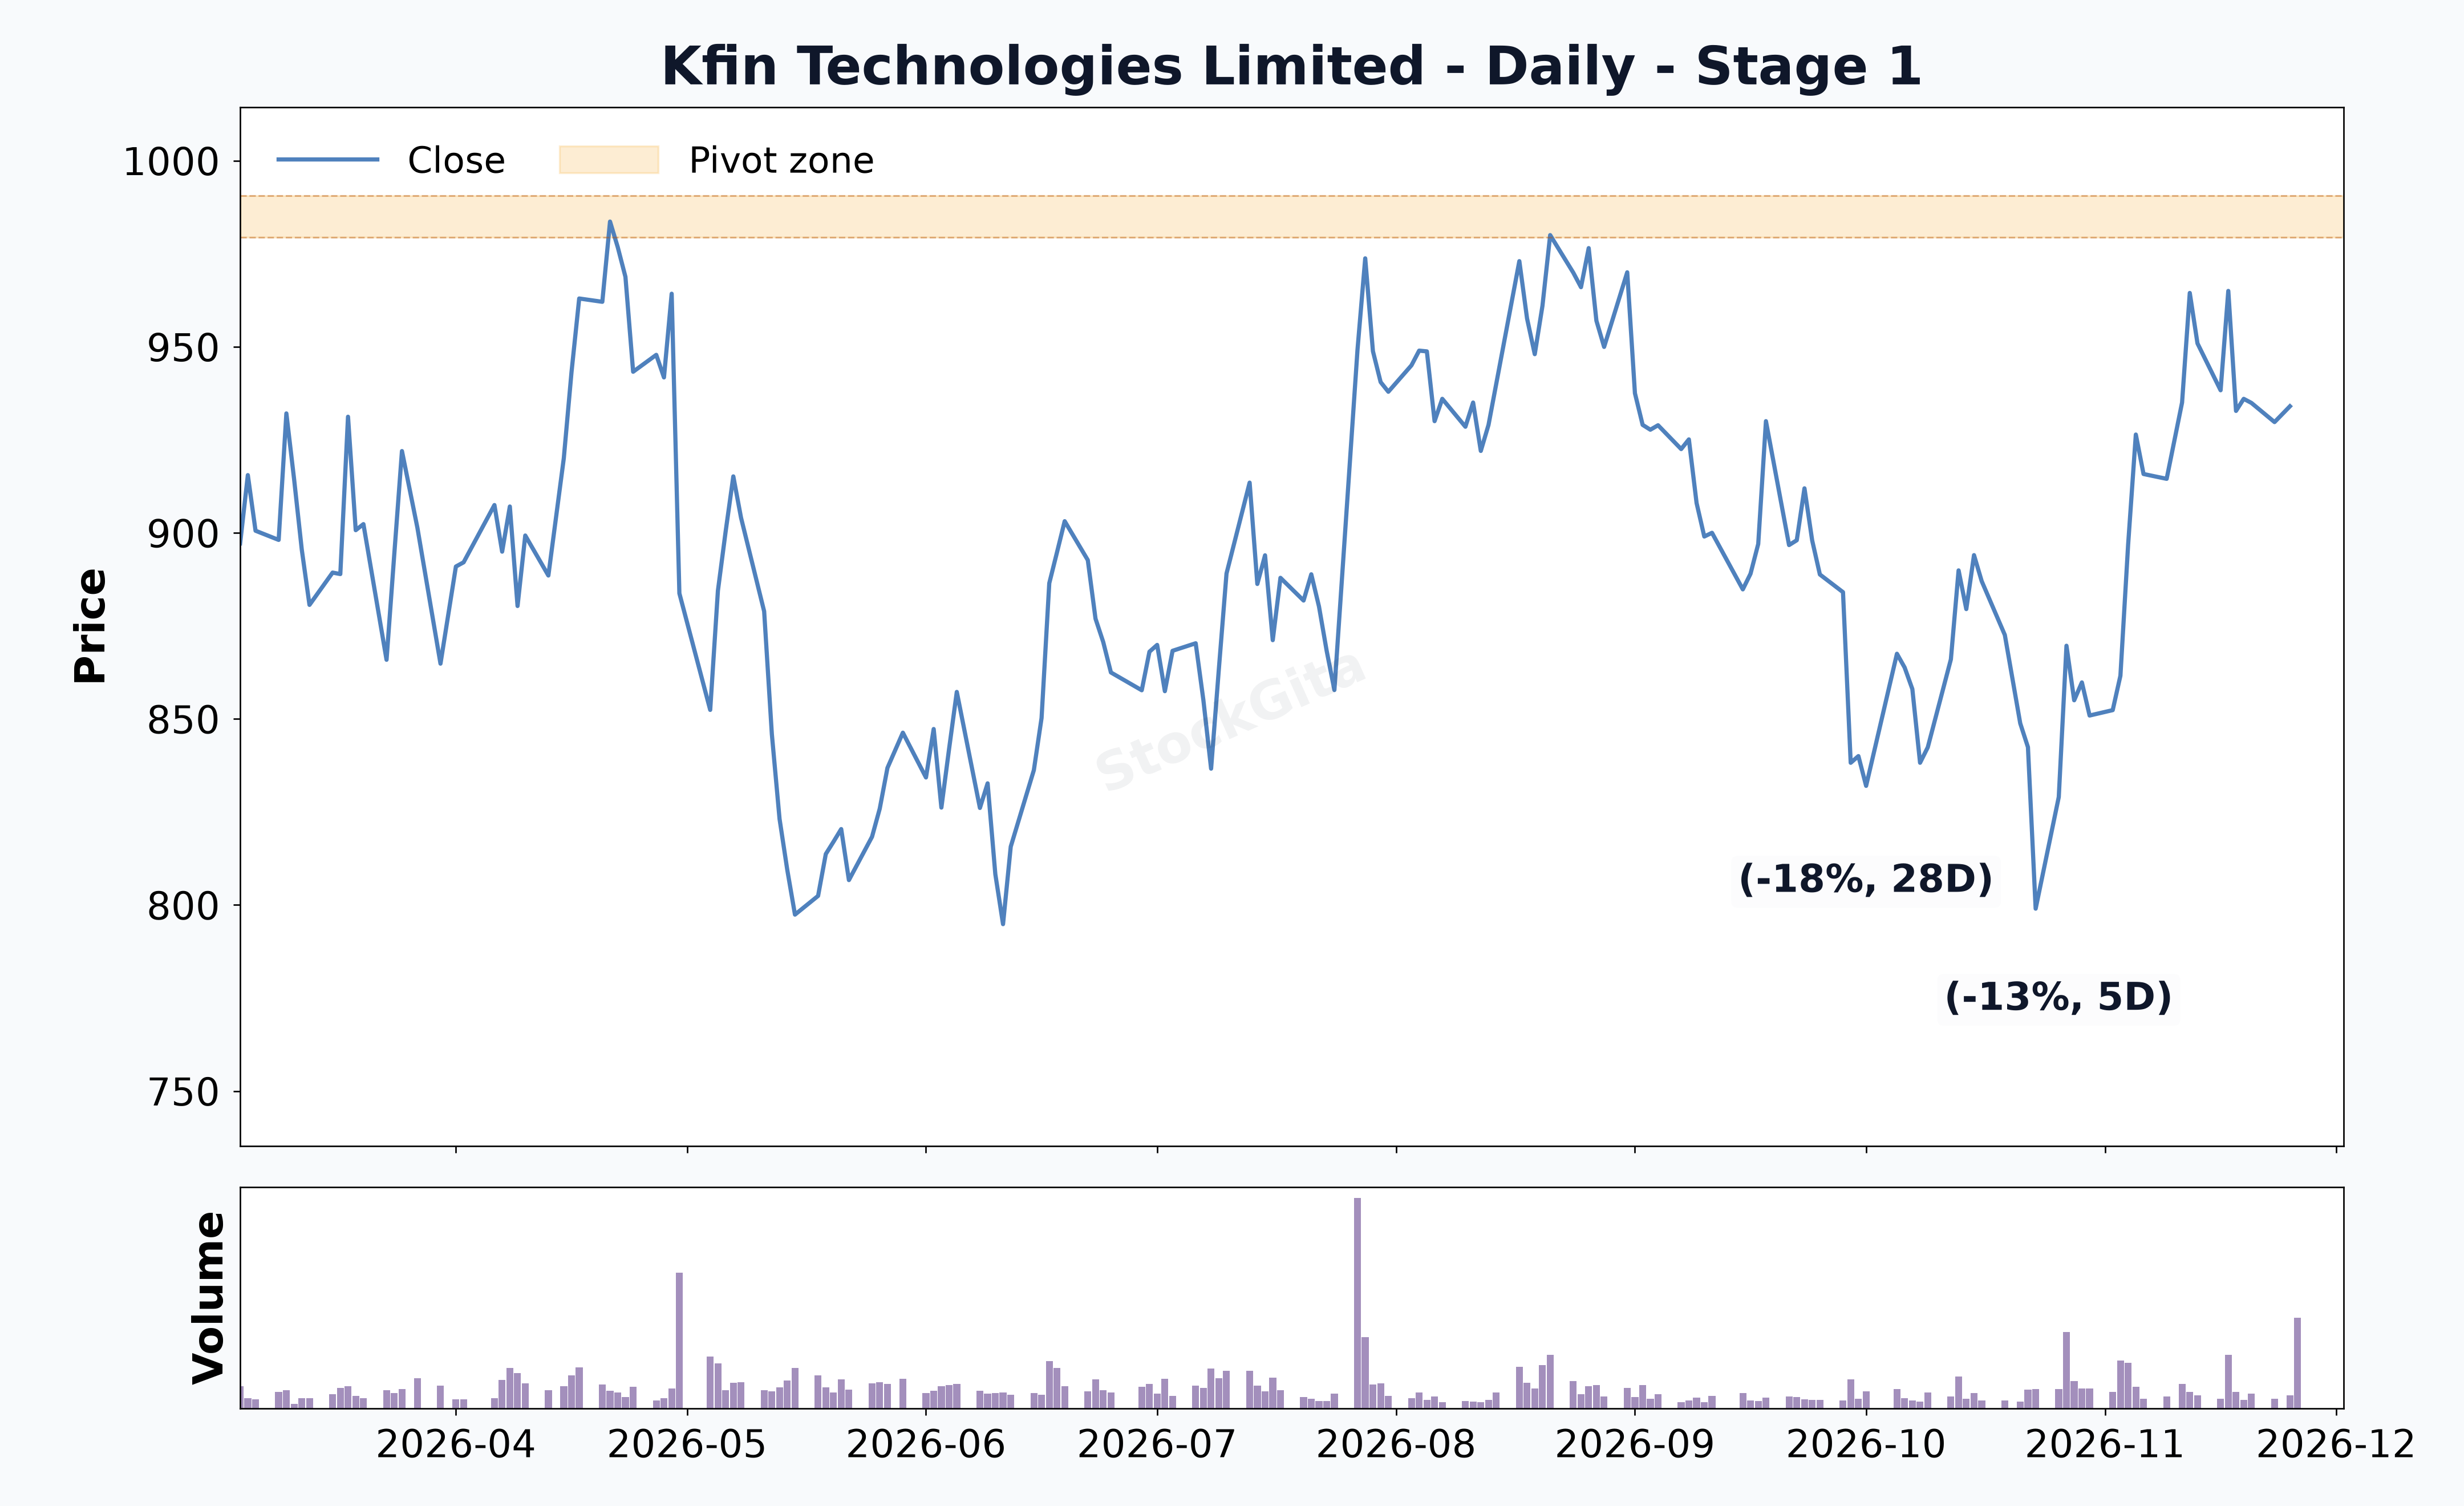 Kfin Technologies Limited - Daily - Stage 1
Close
Pivot zone
Price
1000
950
900
850
800
750
StockGita
(-18%, 28D)
(-13%, 5D)
Volume
2026-04
2026-05
2026-06
2026-07
2026-08
2026-09
2026-10
2026-11
2026-12